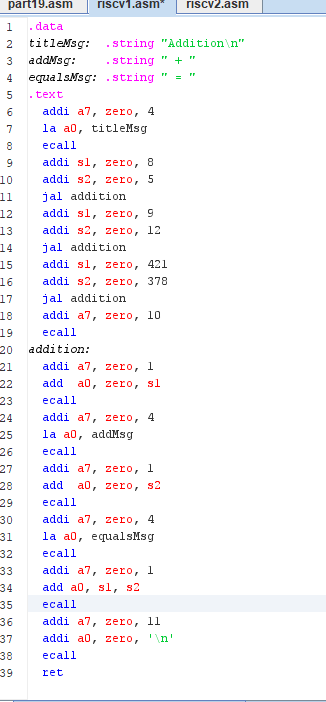 part19.asm riscv1.asm* riscv2.asm
1 .data
2 titleMsg: .string "Addition\n"
3 addMsg: .string " + "
4 equalsMsg: .string " = "
5 .text
6 addi a7, zero, 4
7 la a0, titleMsg
8 ecall
9 addi s1, zero, 8
10 addi s2, zero, 5
11 jal addition
12 addi s1, zero, 9
13 addi s2, zero, 12
14 jal addition
15 addi s1, zero, 421
16 addi s2, zero, 378
17 jal addition
18 addi a7, zero, 10
19 ecall
20 addition:
21 addi a7, zero, 1
22 add a0, zero, s1
23 ecall
24 addi a7, zero, 4
25 la a0, addMsg
26 ecall
27 addi a7, zero, 1
28 add a0, zero, s2
29 ecall
30 addi a7, zero, 4
31 la a0, equalsMsg
32 ecall
33 addi a7, zero, 1
34 add a0, s1, s2
35 ecall
36 addi a7, zero, 11
37 addi a0, zero, '\n'
38 ecall
39 ret